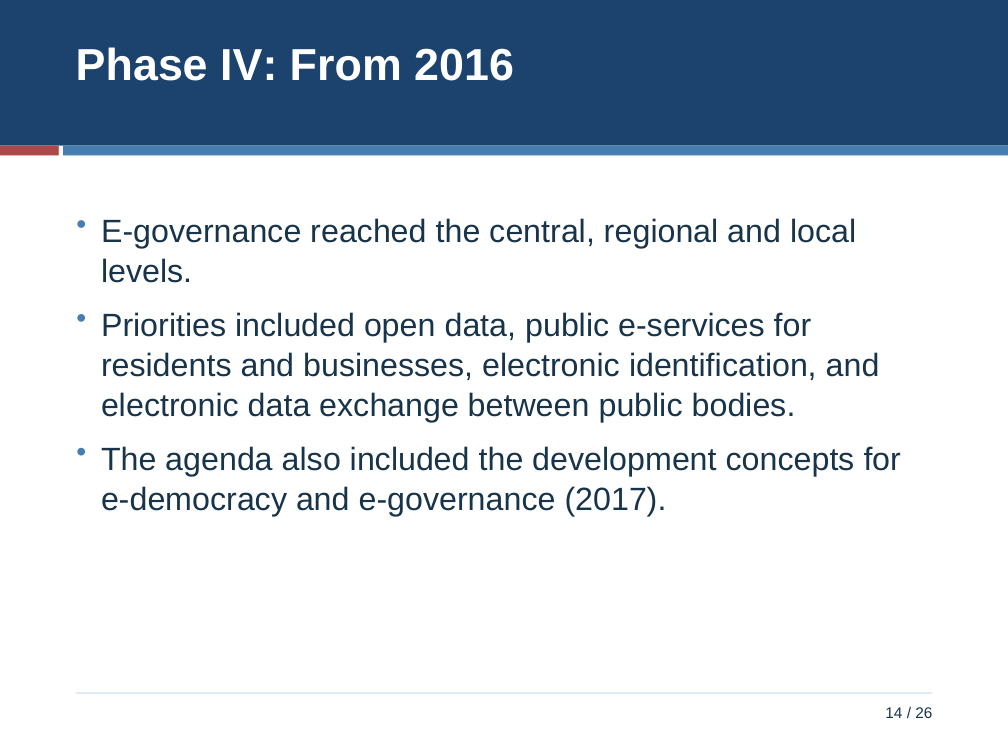 Phase IV: From 2016
• E-governance reached the central, regional and local
levels.
• Priorities included open data, public e-services for
residents and businesses, electronic identification, and
electronic data exchange between public bodies.
• The agenda also included the development concepts for
e-democracy and e-governance (2017).
14 / 26